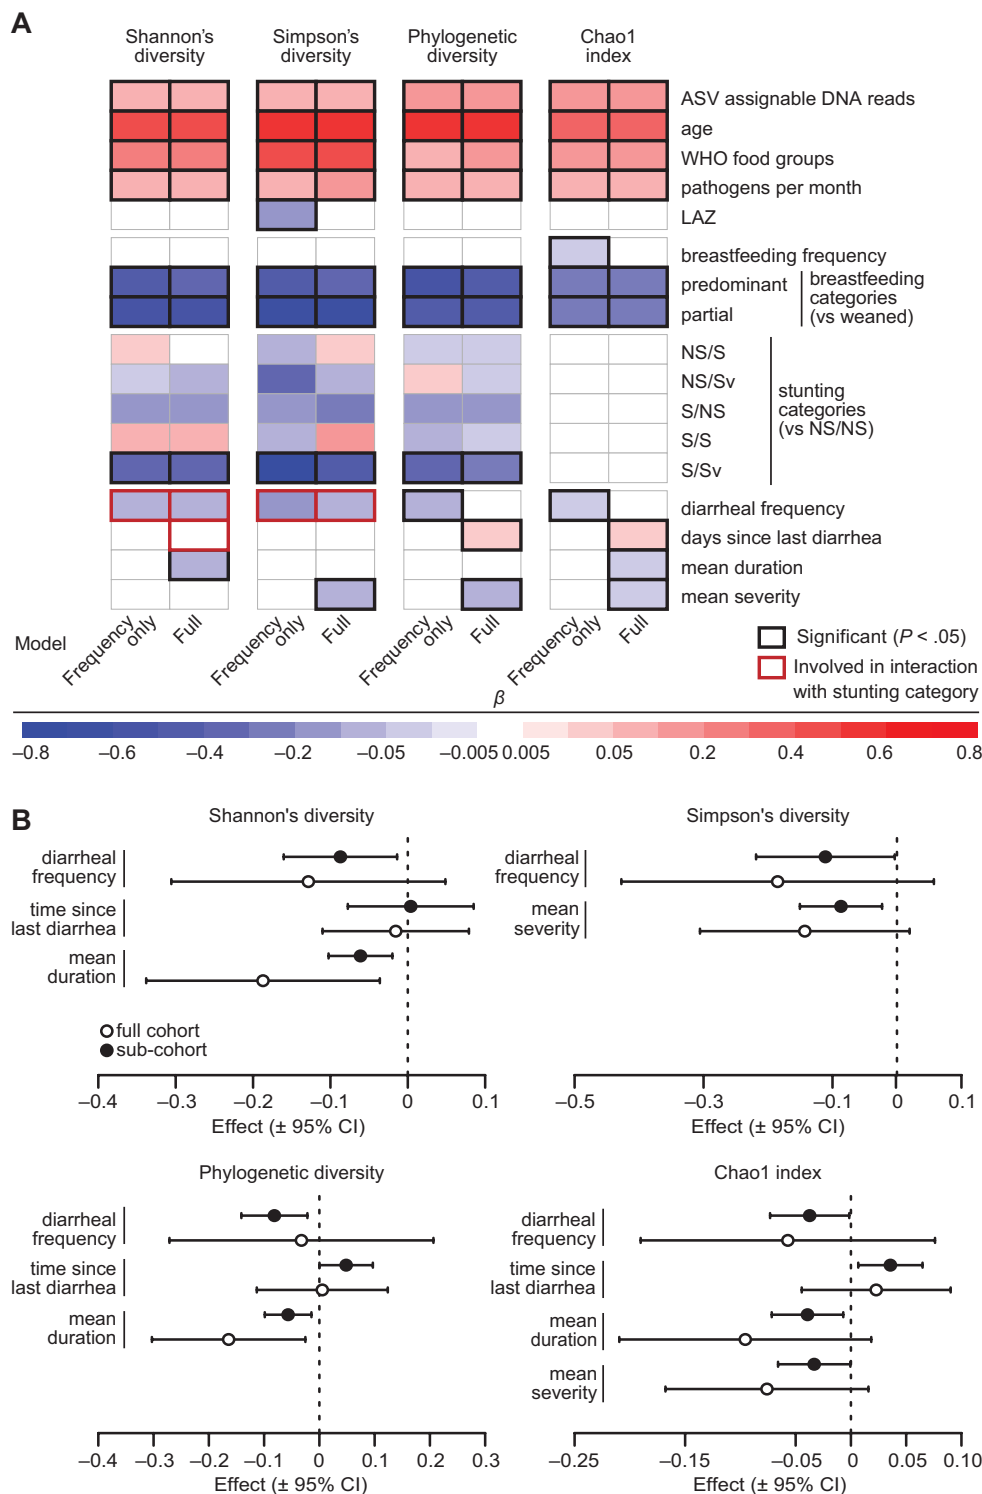 A
Shannon's
diversity
Simpson's
diversity
Phylogenetic
diversity
Chao1
index
ASV assignable DNA reads
age
WHO food groups
pathogens per month
LAZ
breastfeeding frequency
predominant
partial
breastfeeding
categories
(vs weaned)
NS/S
NS/Sv
S/NS
S/S
S/Sv
stunting
categories
(vs NS/NS)
diarrheal frequency
days since last diarrhea
mean duration
mean severity
Model
Frequency
only
Full
Frequency
only
Full
Frequency
only
Full
Frequency
only
Full
Significant (P < .05)
Involved in interaction
with stunting category
β
–0.8 –0.6 –0.4 –0.2 –0.05 –0.005 0.005 0.05 0.2 0.4 0.6 0.8
B
Shannon's diversity
diarrheal
frequency
time since
last diarrhea
mean
duration
full cohort
sub-cohort
–0.4 –0.3 –0.2 –0.1 0 0.1
Effect (± 95% CI)
Simpson's diversity
diarrheal
frequency
mean
severity
–0.5 –0.3 –0.1 0 0.1
Effect (± 95% CI)
Phylogenetic diversity
diarrheal
frequency
time since
last diarrhea
mean
duration
–0.4 –0.3 –0.2 –0.1 0 0.1 0.2 0.3
Effect (± 95% CI)
Chao1 index
diarrheal
frequency
time since
last diarrhea
mean
duration
mean
severity
–0.25 –0.15 –0.05 0 0.05 0.10
Effect (± 95% CI)